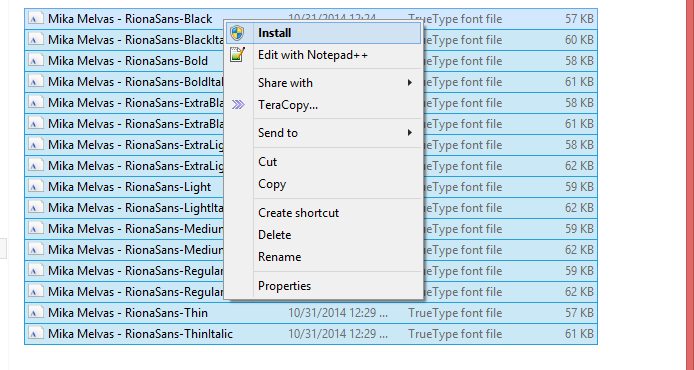 Mika Melvas - RionaSans-Black 10/31/2014 12:24 TrueType font file 57 KB
Install
Mika Melvas - RionaSans-BlackIta TrueType font file 60 KB
Edit with Notepad++
Mika Melvas - RionaSans-Bold TrueType font file 58 KB
Mika Melvas - RionaSans-BoldItal TrueType font file 61 KB
Share with
Mika Melvas - RionaSans-ExtraBla TrueType font file 58 KB
TeraCopy...
Mika Melvas - RionaSans-ExtraBla TrueType font file 61 KB
Send to
Mika Melvas - RionaSans-ExtraLig TrueType font file 58 KB
Cut
Mika Melvas - RionaSans-ExtraLig TrueType font file 62 KB
Copy
Mika Melvas - RionaSans-Light TrueType font file 59 KB
Mika Melvas - RionaSans-LightIta TrueType font file 62 KB
Create shortcut
Mika Melvas - RionaSans-Medium TrueType font file 59 KB
Delete
Mika Melvas - RionaSans-Medium TrueType font file 62 KB
Rename
Mika Melvas - RionaSans-Regular TrueType font file 59 KB
Mika Melvas - RionaSans-Regular TrueType font file 62 KB
Properties
Mika Melvas - RionaSans-Thin 10/31/2014 12:29 ... TrueType font file 57 KB
Mika Melvas - RionaSans-ThinItalic 10/31/2014 12:29 ... TrueType font file 61 KB